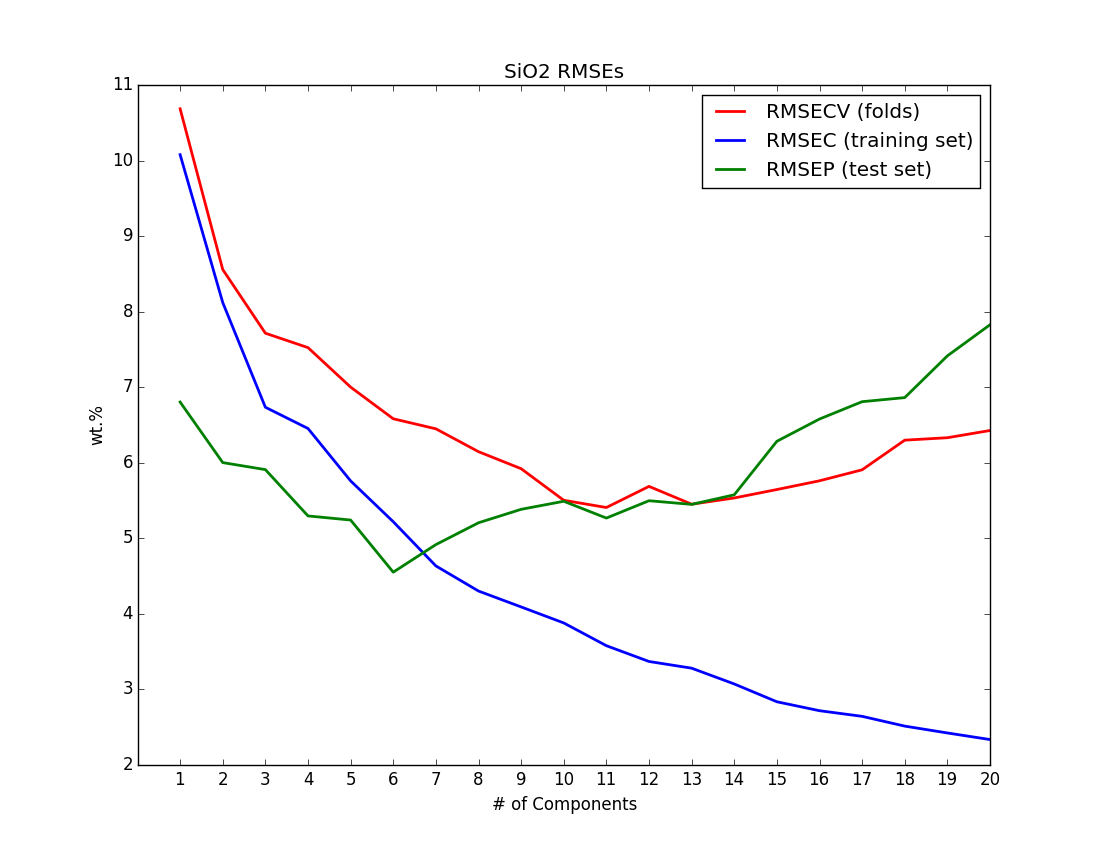 SiO2 RMSEs
11
10
9
8
7
6
5
4
3
2
wt.%
RMSECV (folds)
RMSEC (training set)
RMSEP (test set)
1 2 3 4 5 6 7 8 9 10 11 12 13 14 15 16 17 18 19 20
# of Components